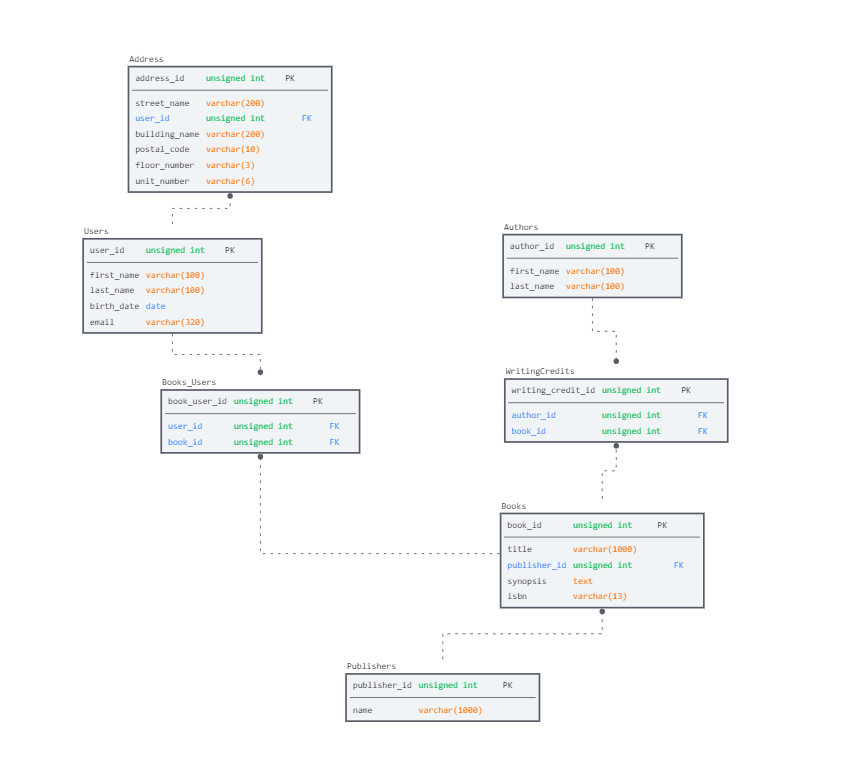 Address
address_id unsigned int PK
street_name varchar(200)
user_id unsigned int FK
building_name varchar(200)
postal_code varchar(10)
floor_number varchar(3)
unit_number varchar(6)
Users
user_id unsigned int PK
first_name varchar(100)
last_name varchar(100)
birth_date date
email varchar(320)
Authors
author_id unsigned int PK
first_name varchar(100)
last_name varchar(100)
Books_Users
book_user_id unsigned int PK
user_id unsigned int FK
book_id unsigned int FK
WritingCredits
writing_credit_id unsigned int PK
author_id unsigned int FK
book_id unsigned int FK
Books
book_id unsigned int PK
title varchar(1000)
publisher_id unsigned int FK
synopsis text
isbn varchar(13)
Publishers
publisher_id unsigned int PK
name varchar(1000)